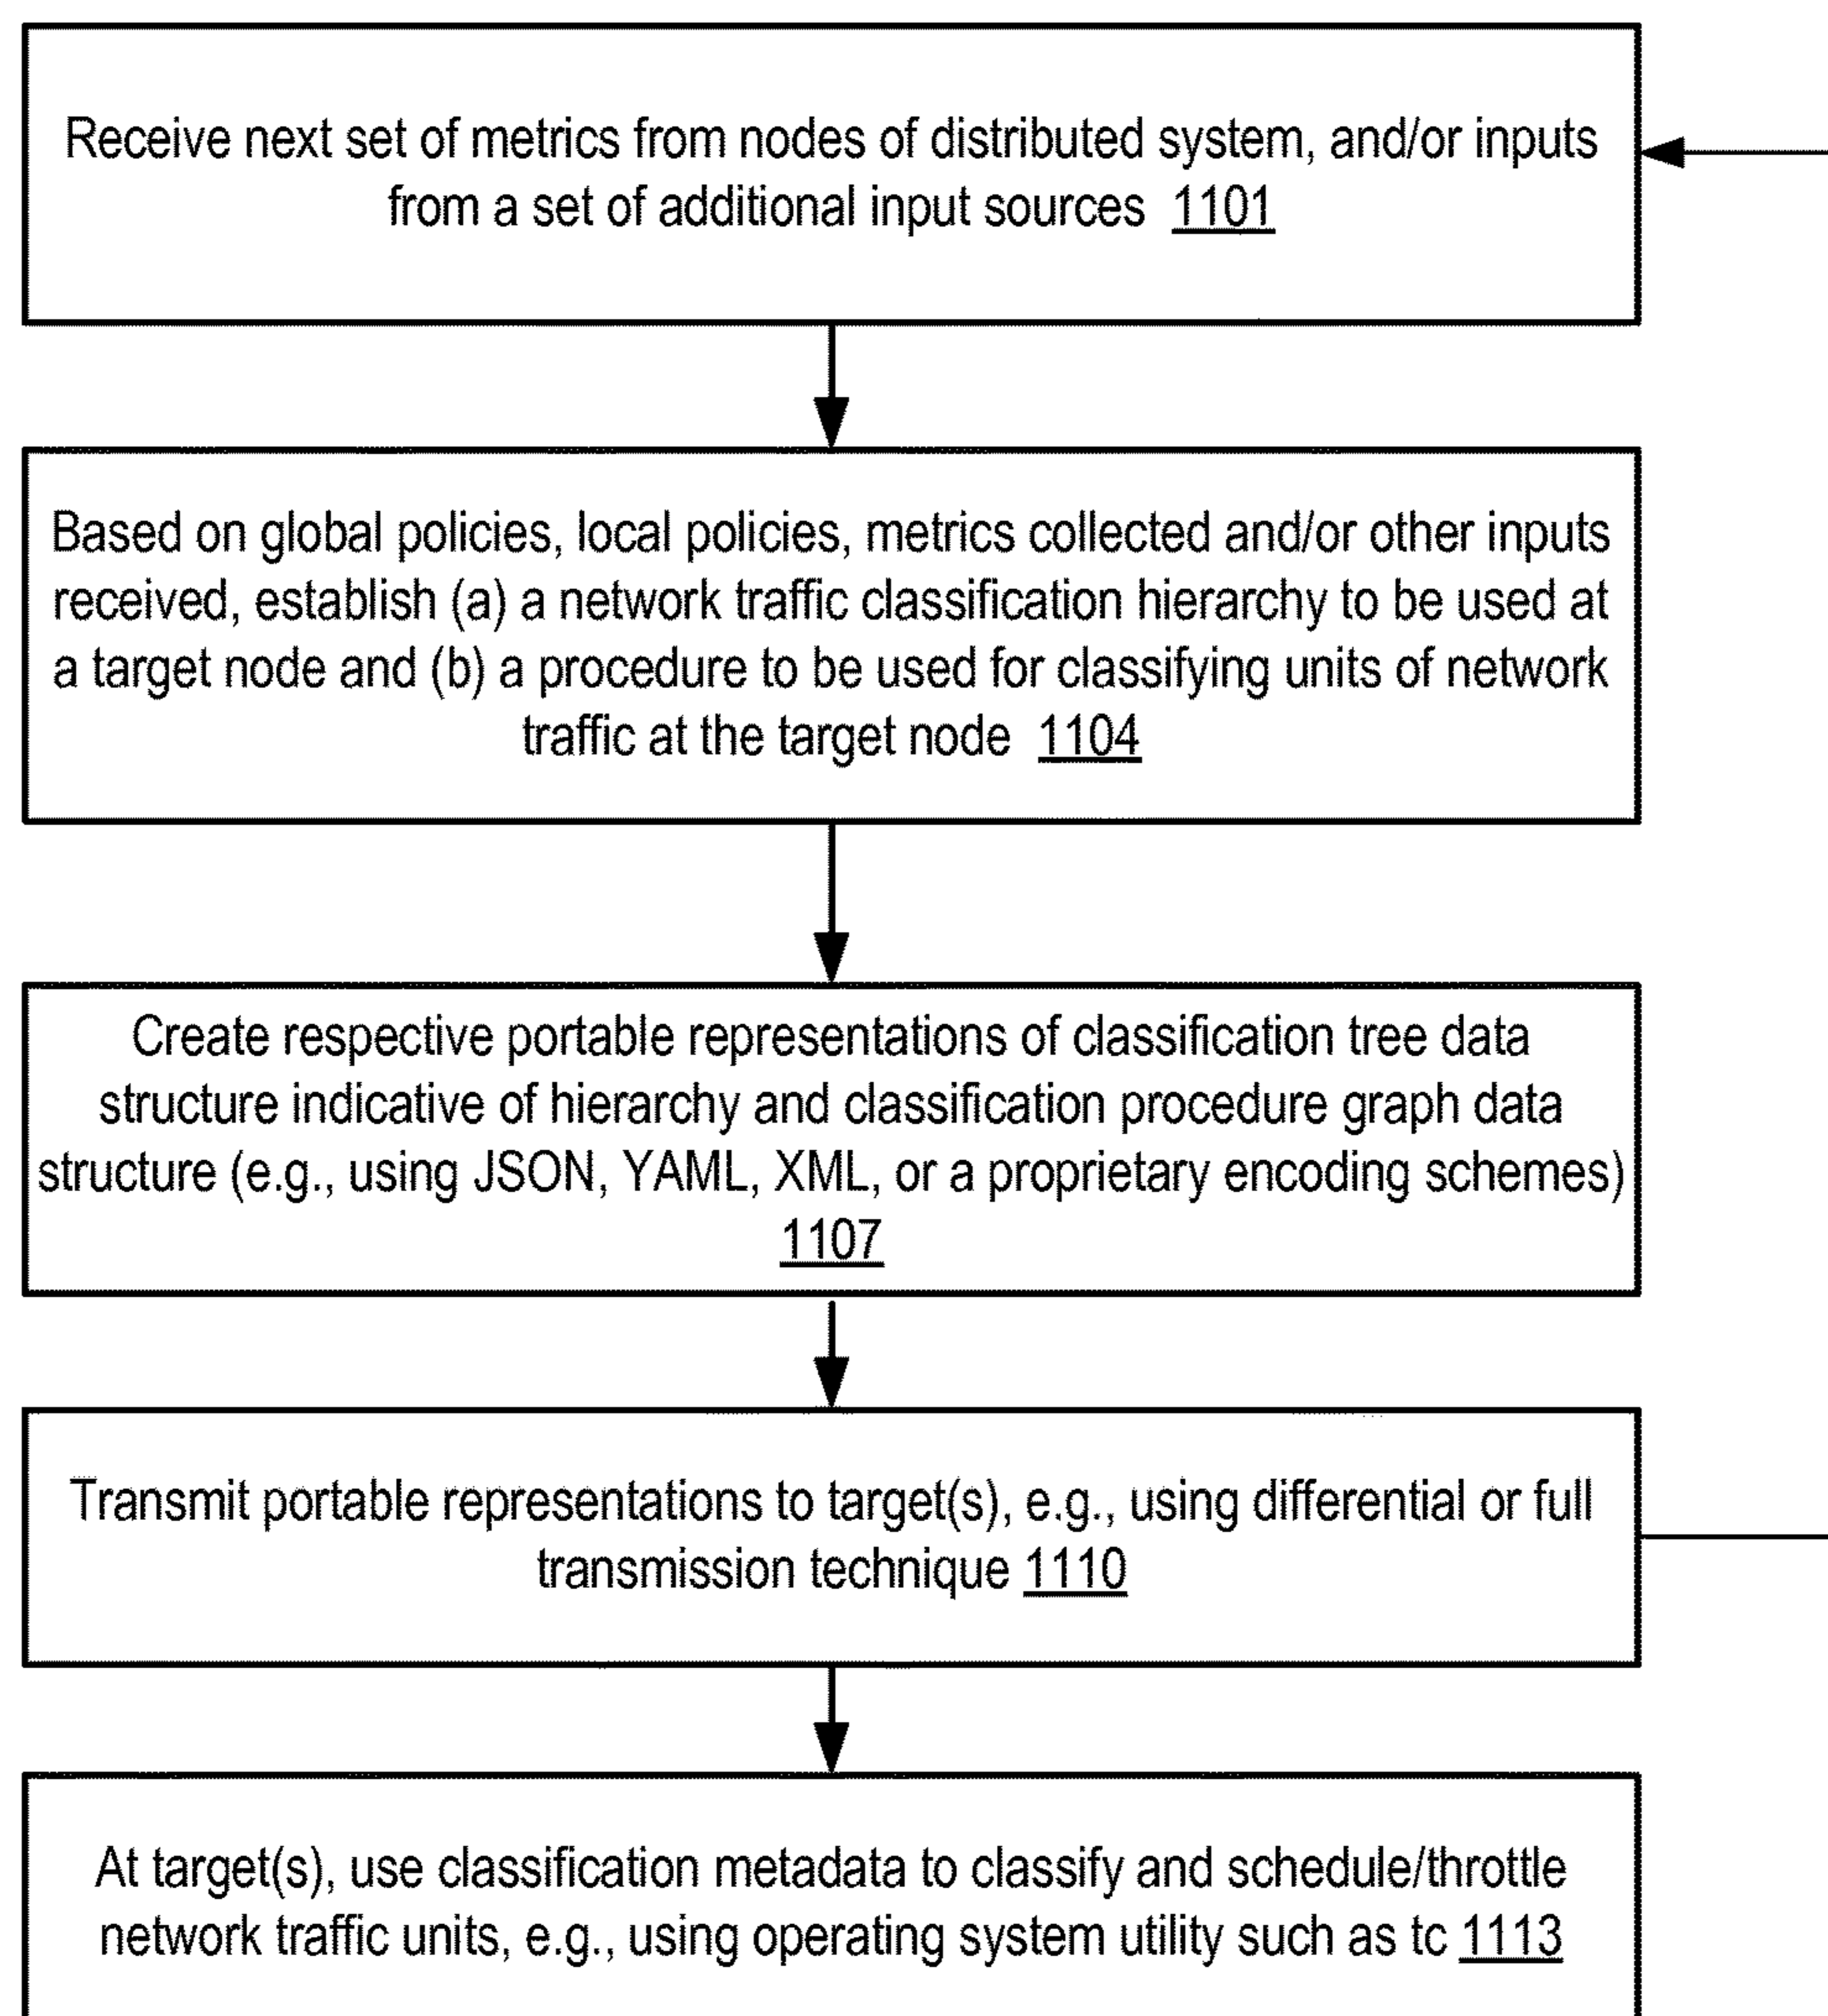 Receive next set of metrics from nodes of distributed system, and/or inputs
from a set of additional input sources 1101
Based on global policies, local policies, metrics collected and/or other inputs
received, establish (a) a network traffic classification hierarchy to be used at
a target node and (b) a procedure to be used for classifying units of network
traffic at the target node 1104
Create respective portable representations of classification tree data
structure indicative of hierarchy and classification procedure graph data
structure (e.g., using JSON, YAML, XML, or a proprietary encoding schemes)
1107
Transmit portable representations to target(s), e.g., using differential or full
transmission technique 1110
At target(s), use classification metadata to classify and schedule/throttle
network traffic units, e.g., using operating system utility such as tc 1113